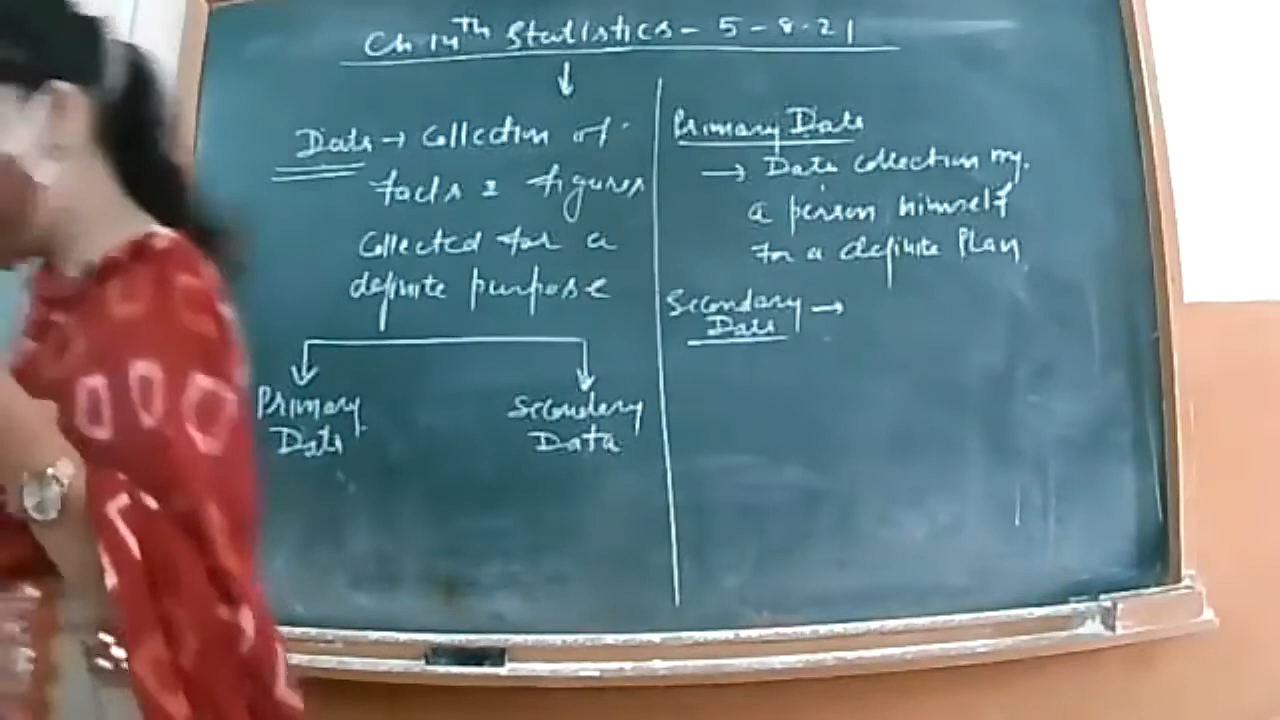 Ch 14th Statistics - 5-8-21
Data → Collection of
facts & figures
Collected for a
definite purpose
Primary
Data
Secondary
Data
Primary Data
→ Data collection by
a person himself
for a definite Plan
Secondary →
Data